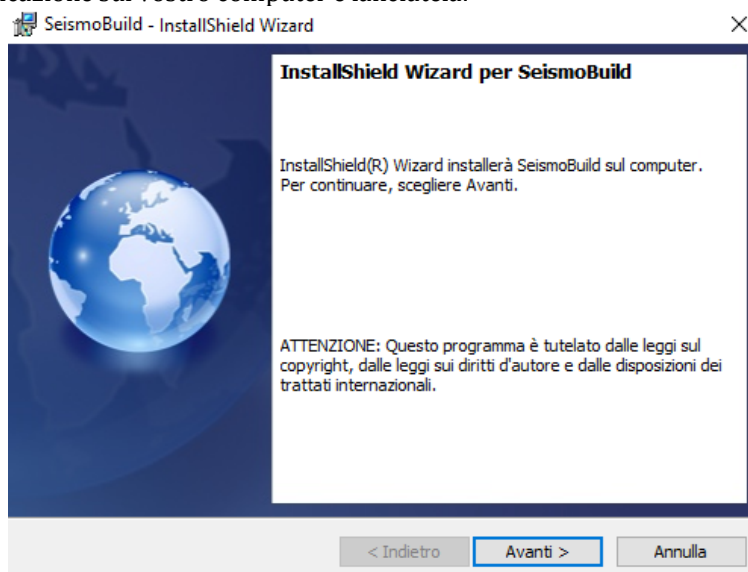 SeismoBuild - InstallShield Wizard
InstallShield Wizard per SeismoBuild
InstallShield(R) Wizard installerà SeismoBuild sul computer.
Per continuare, scegliere Avanti.
ATTENZIONE: Questo programma è tutelato dalle leggi sul
copyright, dalle leggi sui diritti d'autore e dalle disposizioni dei
trattati internazionali.
< Indietro
Avanti >
Annulla